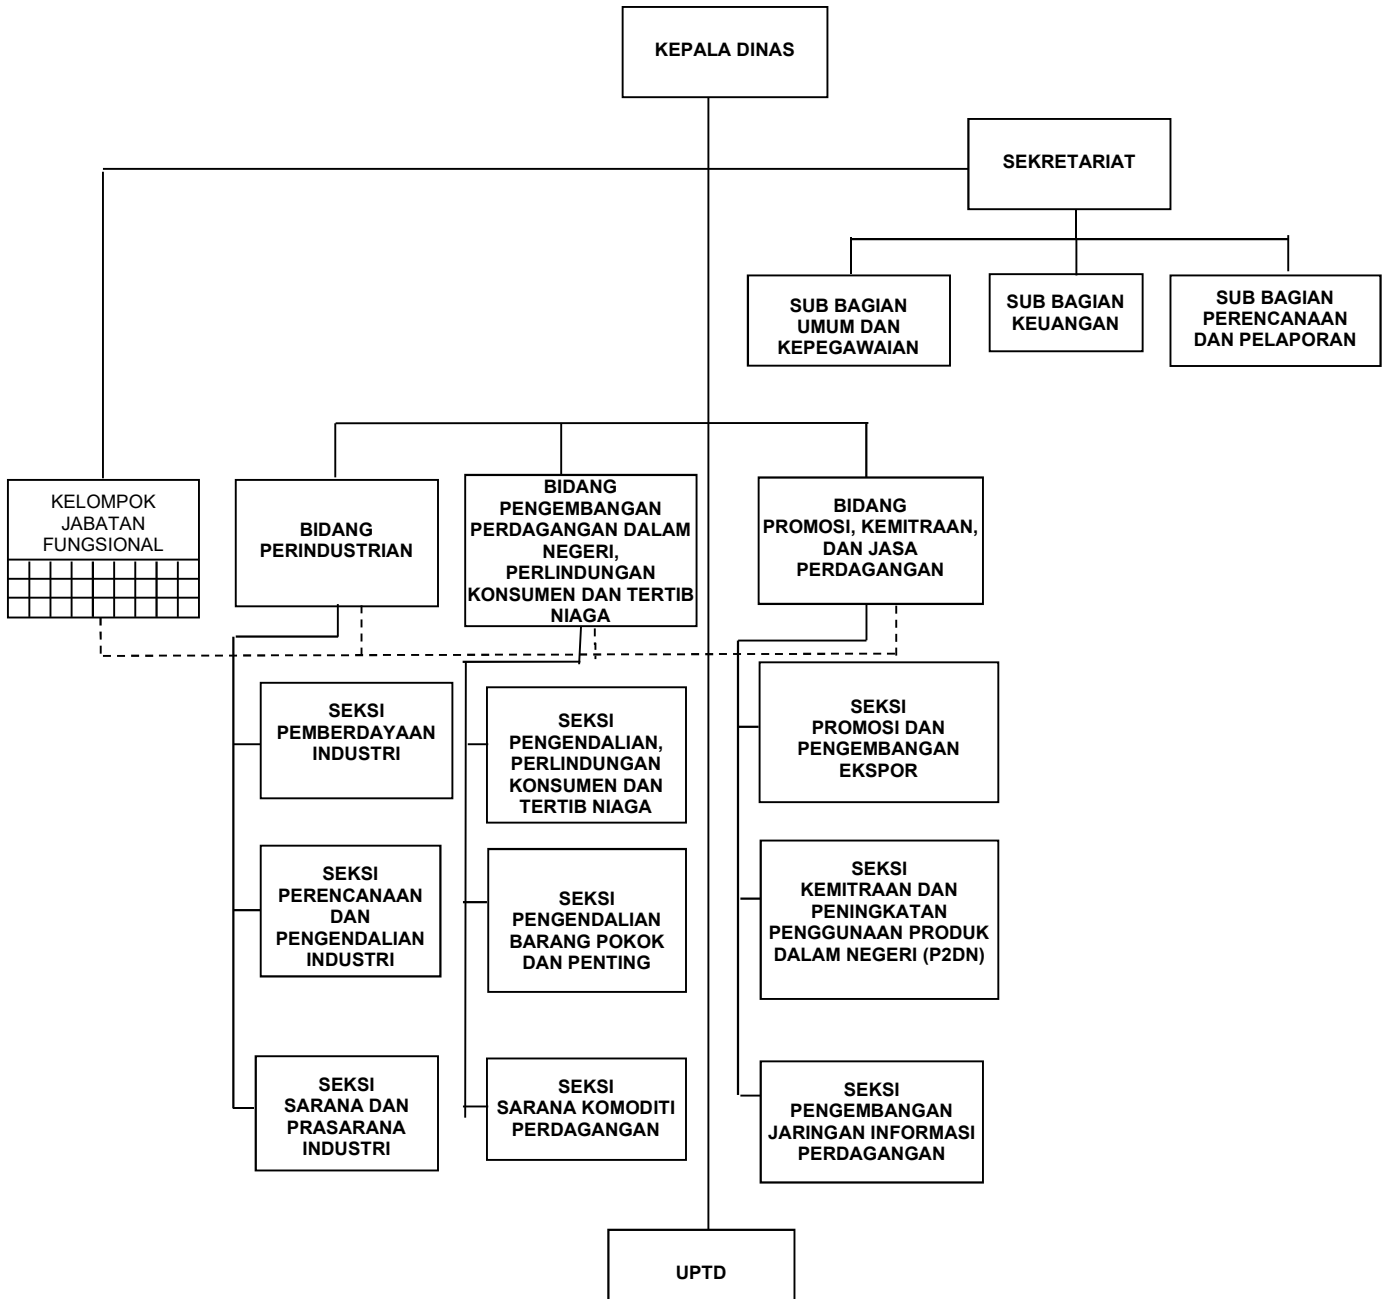 KEPALA DINAS
SEKRETARIAT
SUB BAGIAN
UMUM DAN
KEPEGAWAIAN
SUB BAGIAN
KEUANGAN
SUB BAGIAN
PERENCANAAN
DAN PELAPORAN
KELOMPOK
JABATAN
FUNGSIONAL
BIDANG
PERINDUSTRIAN
BIDANG
PENGEMBANGAN
PERDAGANGAN DALAM
NEGERI,
PERLINDUNGAN
KONSUMEN DAN TERTIB
NIAGA
BIDANG
PROMOSI, KEMITRAAN,
DAN JASA
PERDAGANGAN
SEKSI
PEMBERDAYAAN
INDUSTRI
SEKSI
PERENCANAAN
DAN
PENGENDALIAN
INDUSTRI
SEKSI
SARANA DAN
PRASARANA
INDUSTRI
SEKSI
PENGENDALIAN,
PERLINDUNGAN
KONSUMEN DAN
TERTIB NIAGA
SEKSI
PENGENDALIAN
BARANG POKOK
DAN PENTING
SEKSI
SARANA KOMODITI
PERDAGANGAN
SEKSI
PROMOSI DAN
PENGEMBANGAN
EKSPOR
SEKSI
KEMITRAAN DAN
PENINGKATAN
PENGGUNAAN PRODUK
DALAM NEGERI (P2DN)
SEKSI
PENGEMBANGAN
JARINGAN INFORMASI
PERDAGANGAN
UPTD